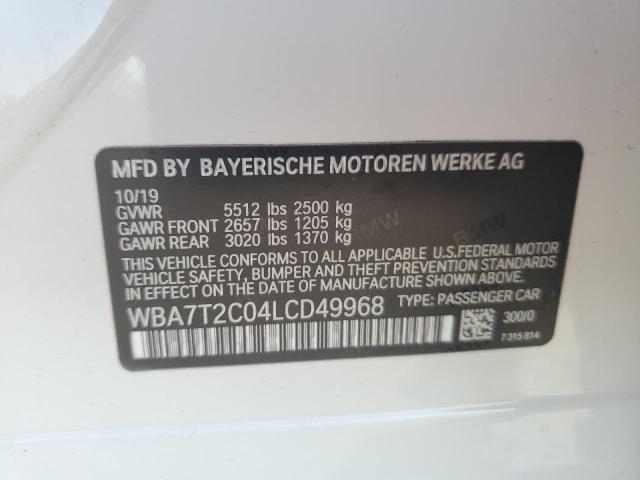 MFD BY BAYERISCHE MOTOREN WERKE AG
10/19
GVWR 5512 lbs 2500 kg
GAWR FRONT 2657 lbs 1205 kg
GAWR REAR 3020 lbs 1370 kg
THIS VEHICLE CONFORMS TO ALL APPLICABLE U.S.FEDERAL MOTOR
VEHICLE SAFETY, BUMPER AND THEFT PREVENTION STANDARDS
IN EFFECT ON THE DATE OF MANUFACTURE SHOWN ABOVE.
WBA7T2C04LCD49968 TYPE: PASSENGER CAR
300/0
7315814